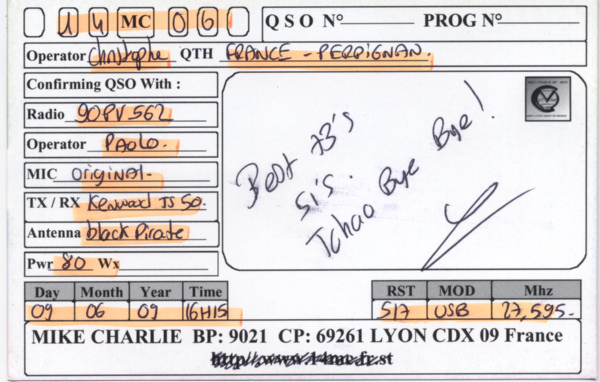 14 MC 061 QSO N° PROG N°
Operator christophe QTH FRANCE - PERPIGNAN.
Confirming QSO With :
Radio 90PV562
Operator PAOLO.
MIC ORIGINAL.
TX / RX Kenwood TS 50.
Antenna black Pirate
Pwr 80 Wx
Best 73's
51's.
Tchao Bye Bye!
Day Month Year Time RST MOD Mhz
09 06 09 16H15 517 USB 27,595.
MIKE CHARLIE BP: 9021 CP: 69261 LYON CDX 09 France